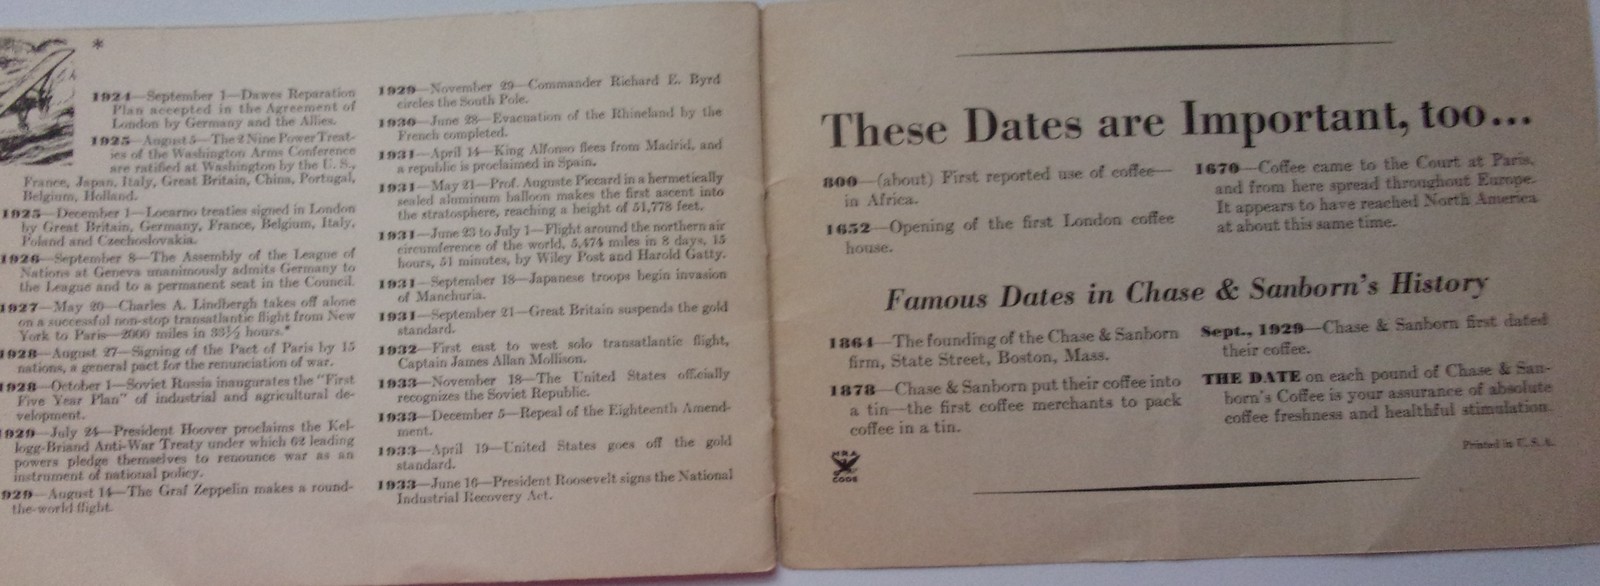 *
1924—September 1—Dawes Reparation
Plan accepted in the Agreement of
London by Germany and the Allies.
1925—August 5—The 2 Nine Power Treat-
ies of the Washington Arms Conference
are ratified at Washington by the U. S.,
France, Japan, Italy, Great Britain, China, Portugal,
Belgium, Holland.
1925—December 1—Locarno treaties signed in London
by Great Britain, Germany, France, Belgium, Italy,
Poland and Czechoslovakia.
1926—September 8—The Assembly of the League of
Nations at Geneva unanimously admits Germany to
the League and to a permanent seat in the Council.
1927—May 20—Charles A. Lindbergh takes off alone
on a successful non-stop transatlantic flight from New
York to Paris—2000 miles in 33½ hours.*
1928—August 27—Signing of the Pact of Paris by 15
nations, a general pact for the renunciation of war.
1928—October 1—Soviet Russia inaugurates the "First
Five Year Plan" of industrial and agricultural de-
velopment.
929—July 24—President Hoover proclaims the Kel-
logg-Briand Anti-War Treaty under which 62 leading
powers pledge themselves to renounce war as an
instrument of national policy.
929—August 14—The Graf Zeppelin makes a round-
the-world flight.
1929—November 29—Commander Richard E. Byrd
circles the South Pole.
1930—June 28—Evacuation of the Rhineland by the
French completed.
1931—April 14—King Alfonso flees from Madrid, and
a republic is proclaimed in Spain.
1931—May 21—Prof. Auguste Piccard in a hermetically
sealed aluminum balloon makes the first ascent into
the stratosphere, reaching a height of 51,778 feet.
1931—June 23 to July 1—Flight around the northern air
circumference of the world, 5,474 miles in 8 days, 15
hours, 51 minutes, by Wiley Post and Harold Gatty.
1931—September 18—Japanese troops begin invasion
of Manchuria.
1931—September 21—Great Britain suspends the gold
standard.
1932—First east to west solo transatlantic flight,
Captain James Allan Mollison.
1933—November 18—The United States officially
recognizes the Soviet Republic.
1933—December 5—Repeal of the Eighteenth Amend-
ment.
1933—April 19—United States goes off the gold
standard.
1933—June 16—President Roosevelt signs the National
Industrial Recovery Act.
These Dates are Important, too...
800—(about) First reported use of coffee—
in Africa.
1652—Opening of the first London coffee
house.
1670—Coffee came to the Court at Paris,
and from here spread throughout Europe.
It appears to have reached North America
at about this same time.
Famous Dates in Chase & Sanborn's History
1864—The founding of the Chase & Sanborn
firm, State Street, Boston, Mass.
1878—Chase & Sanborn put their coffee into
a tin—the first coffee merchants to pack
coffee in a tin.
Sept., 1929—Chase & Sanborn first dated
their coffee.
THE DATE on each pound of Chase & San-
born's Coffee is your assurance of absolute
coffee freshness and healthful stimulation.
NRA
CODE
Printed in U. S. A.